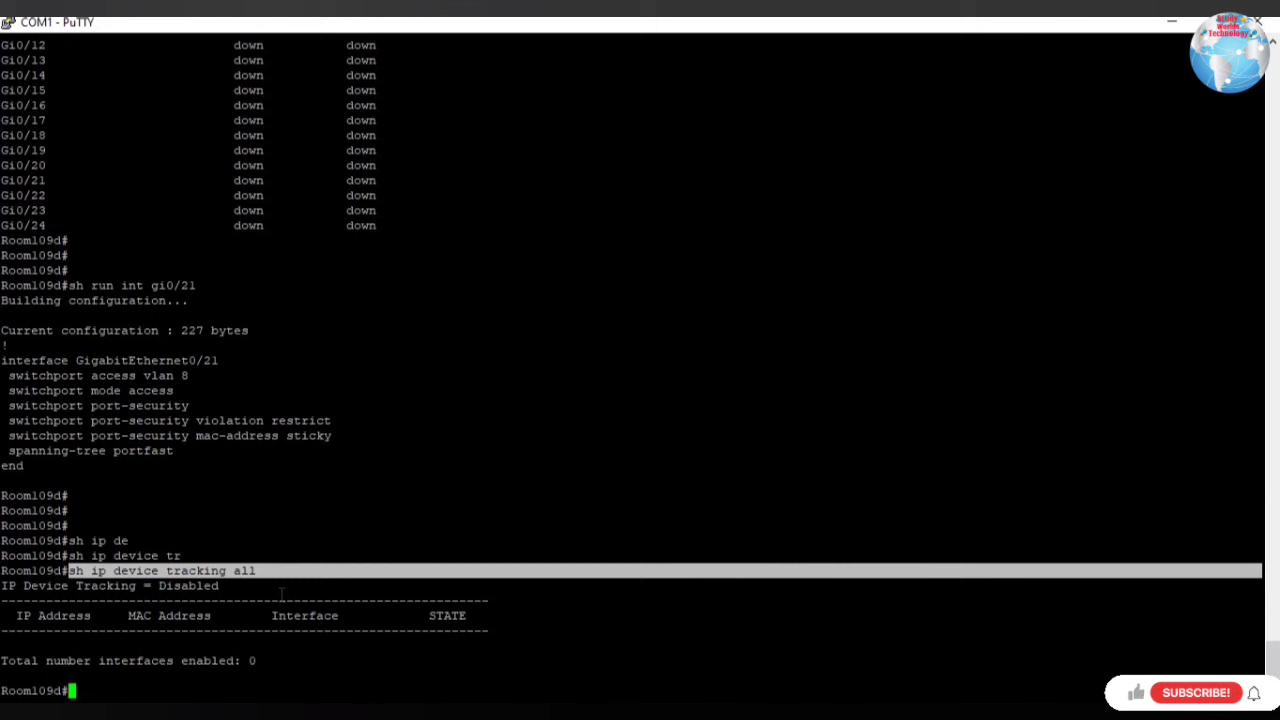 COM1 - PuTTY
Study
Worlds
Technology
Gi0/12 down down
Gi0/13 down down
Gi0/14 down down
Gi0/15 down down
Gi0/16 down down
Gi0/17 down down
Gi0/18 down down
Gi0/19 down down
Gi0/20 down down
Gi0/21 down down
Gi0/22 down down
Gi0/23 down down
Gi0/24 down down
Room109d#
Room109d#
Room109d#
Room109d#sh run int gi0/21
Building configuration...
Current configuration : 227 bytes
!
interface GigabitEthernet0/21
switchport access vlan 8
switchport mode access
switchport port-security
switchport port-security violation restrict
switchport port-security mac-address sticky
spanning-tree portfast
end
Room109d#
Room109d#
Room109d#
Room109d#sh ip de
Room109d#sh ip device tr
Room109d#sh ip device tracking all
IP Device Tracking = Disabled
-----------------------------------------------------------------
IP Address MAC Address Interface STATE
-----------------------------------------------------------------
Total number interfaces enabled: 0
Room109d#
SUBSCRIBE!